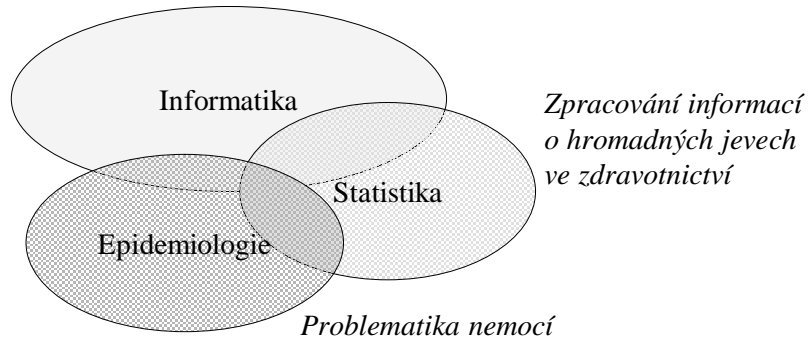 Informatika
Zpracování informací
o hromadných jevech
ve zdravotnictví
Statistika
Epidemiologie
Problematika nemocí